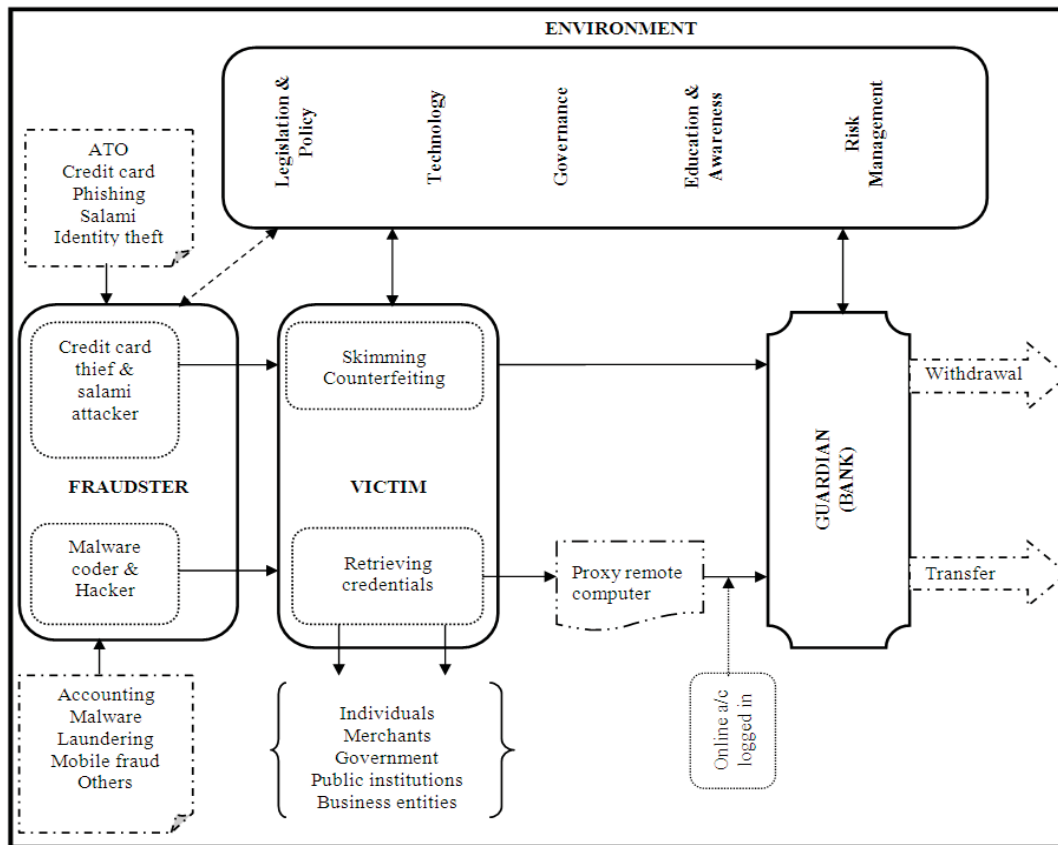 ENVIRONMENT
Legislation &
Policy
Technology
Governance
Education &
Awareness
Risk
Management
ATO
Credit card
Phishing
Salami
Identity theft
Credit card
thief &
salami
attacker
Skimming
Counterfeiting
Withdrawal
FRAUDSTER
VICTIM
GUARDIAN
(BANK)
Malware
coder &
Hacker
Retrieving
credentials
Proxy remote
computer
Transfer
Accounting
Malware
Laundering
Mobile fraud
Others
Individuals
Merchants
Government
Public institutions
Business entities
Online a/c
logged in